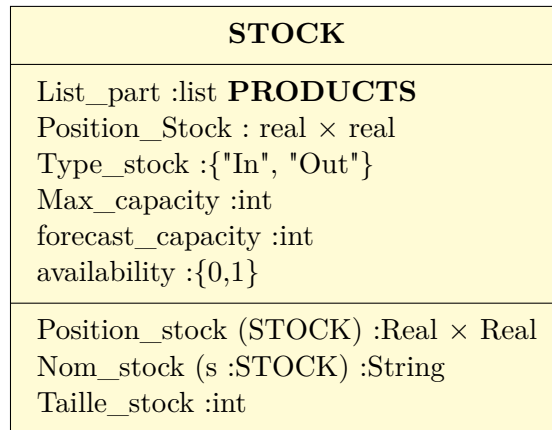 STOCK
List_part :list PRODUCTS
Position_Stock : real × real
Type_stock :{"In", "Out"}
Max_capacity :int
forecast_capacity :int
availability :{0,1}
Position_stock (STOCK) :Real × Real
Nom_stock (s :STOCK) :String
Taille_stock :int